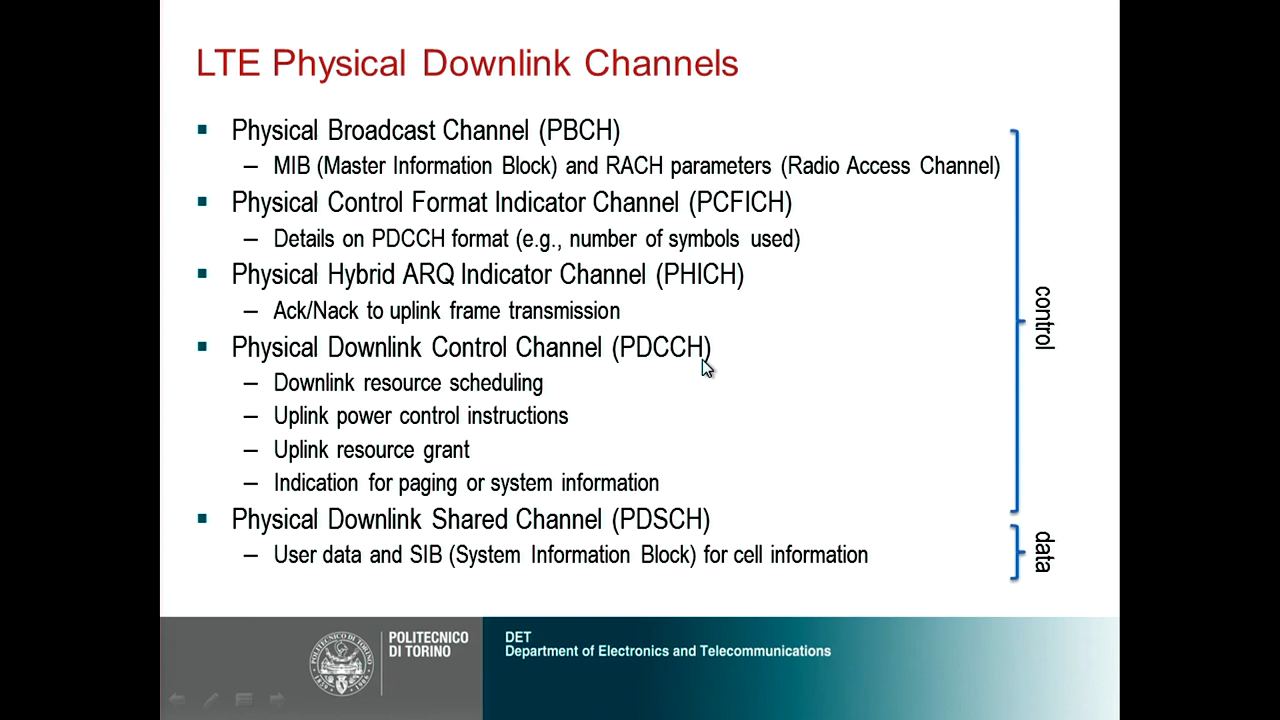 LTE Physical Downlink Channels
▪ Physical Broadcast Channel (PBCH)
– MIB (Master Information Block) and RACH parameters (Radio Access Channel)
▪ Physical Control Format Indicator Channel (PCFICH)
– Details on PDCCH format (e.g., number of symbols used)
▪ Physical Hybrid ARQ Indicator Channel (PHICH)
– Ack/Nack to uplink frame transmission
▪ Physical Downlink Control Channel (PDCCH)
– Downlink resource scheduling
– Uplink power control instructions
– Uplink resource grant
– Indication for paging or system information
▪ Physical Downlink Shared Channel (PDSCH)
– User data and SIB (System Information Block) for cell information
control
data
POLITECNICO
DI TORINO
DET
Department of Electronics and Telecommunications